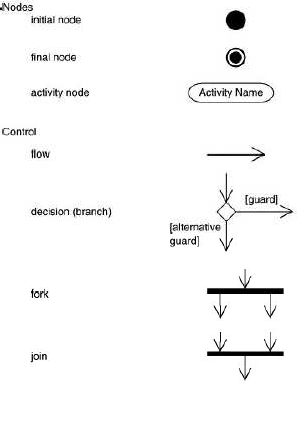 Nodes
initial node
final node
activity node
Activity Name
Control
flow
decision (branch)
[guard]
[alternative
guard]
fork
join